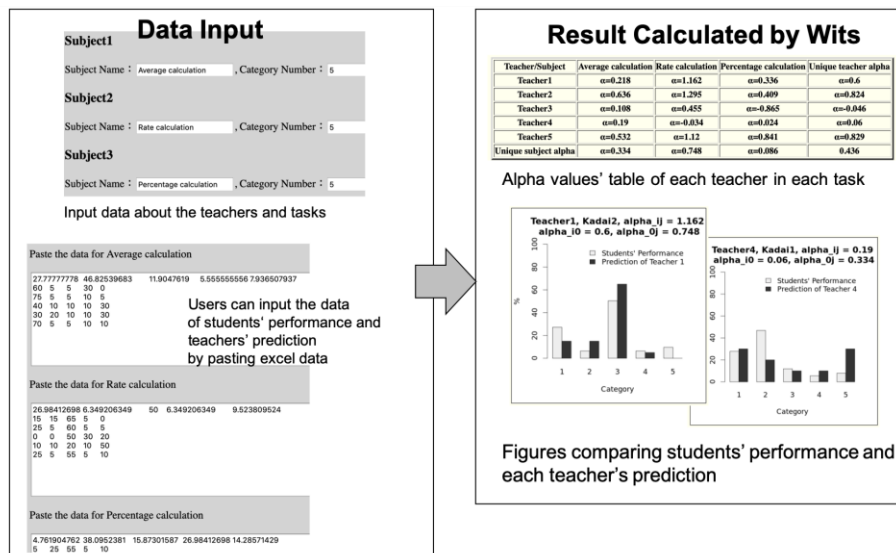 Data Input
Subject1
Subject Name： Average calculation , Category Number： 5
Subject2
Subject Name： Rate calculation , Category Number： 5
Subject3
Subject Name： Percentage calculation , Category Number： 5
Input data about the teachers and tasks
Paste the data for Average calculation
27.77777778 46.82539683 11.9047619 5.555555556 7.936507937
60 5 5 30 0
75 5 5 10 5
40 10 10 10 30
30 20 10 10 30
70 5 5 10 10
Users can input the data
of students' performance and
teachers' prediction
by pasting excel data
Paste the data for Rate calculation
26.98412698 6.349206349 50 6.349206349 9.523809524
15 15 65 5 0
25 5 60 5 5
0 0 50 30 20
10 10 20 10 50
25 5 55 5 10
Paste the data for Percentage calculation
4.761904762 38.0952381 15.87301587 26.98412698 14.28571429
5 25 55 5 10
Result Calculated by Wits
Teacher/Subject Average calculation Rate calculation Percentage calculation Unique teacher alpha
Teacher1 α=0.218 α=1.162 α=0.336 α=0.6
Teacher2 α=0.636 α=1.295 α=0.409 α=0.824
Teacher3 α=0.108 α=0.455 α=-0.865 α=-0.046
Teacher4 α=0.19 α=-0.034 α=0.024 α=0.06
Teacher5 α=0.532 α=1.12 α=0.841 α=0.829
Unique subject alpha α=0.334 α=0.748 α=0.086 0.436
Alpha values' table of each teacher in each task
Teacher1, Kadai2, alpha_ij = 1.162
alpha_i0 = 0.6, alpha_0j = 0.748
Students' Performance
Prediction of Teacher 1
%
0 20 40 60 80 100
1 2 3 4 5
Category
Teacher4, Kadai1, alpha_ij = 0.19
alpha_i0 = 0.06, alpha_0j = 0.334
Students' Performance
Prediction of Teacher 4
0 20 40 60 80 100
1 2 3 4 5
Category
Figures comparing students' performance and
each teacher's prediction